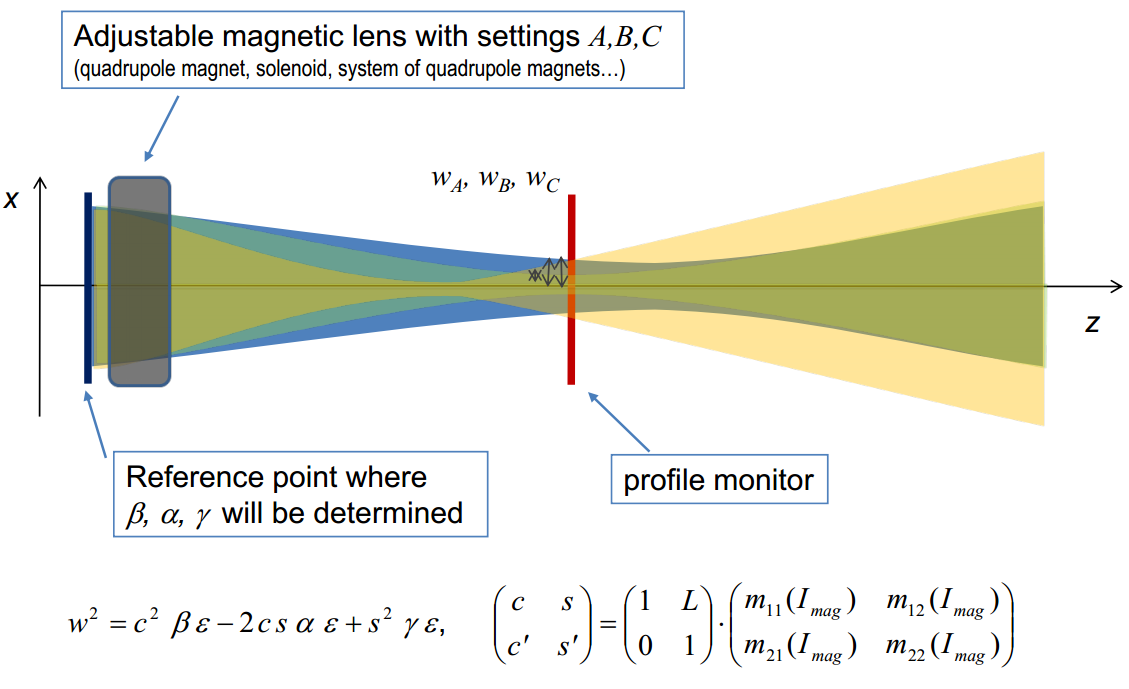 Adjustable magnetic lens with settings A,B,C
(quadrupole magnet, solenoid, system of quadrupole magnets…)
x
w_A, w_B, w_C
z
Reference point where
β, α, γ will be determined
profile monitor
w² = c² β ε − 2 c s α ε + s² γ ε, (c s; c′ s′) = (1 L; 0 1) · (m₁₁(I_mag) m₁₂(I_mag); m₂₁(I_mag) m₂₂(I_mag))